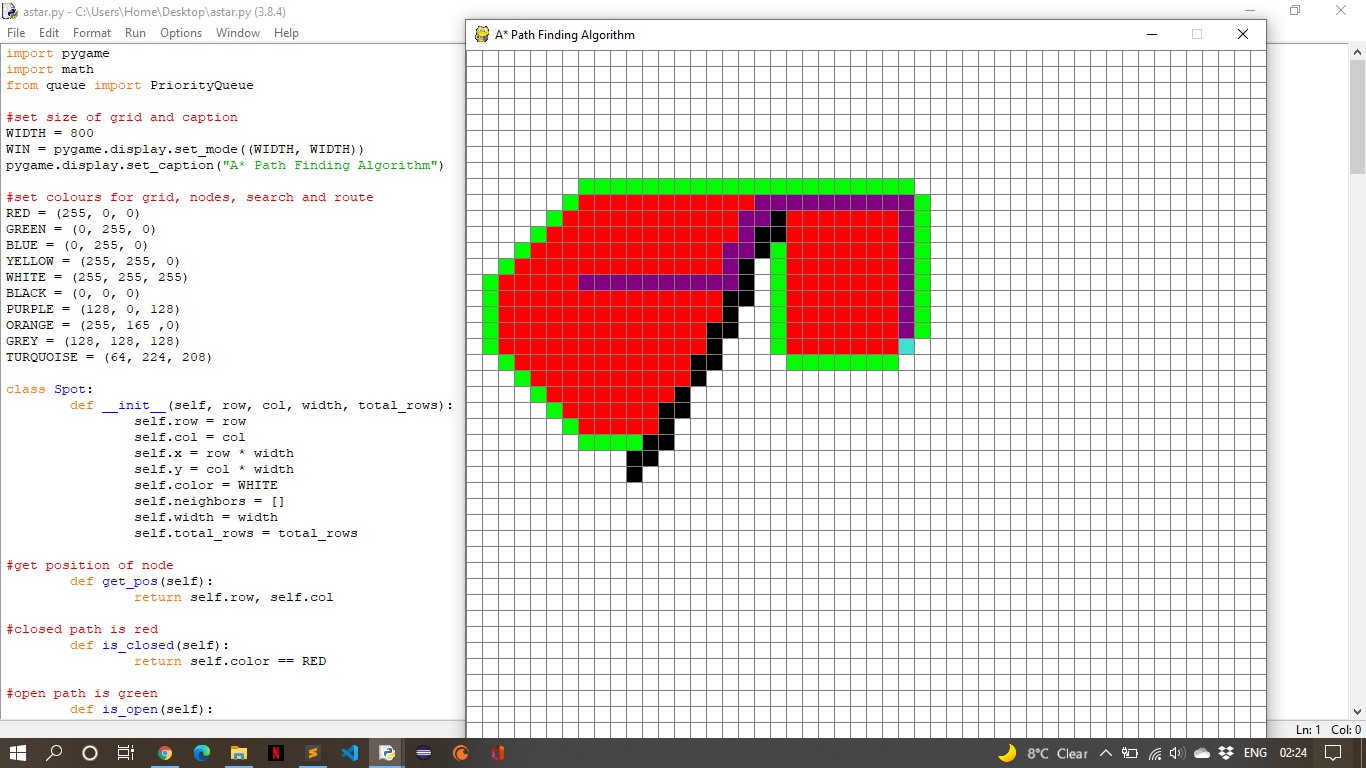 astar.py - C:\Users\Home\Desktop\astar.py (3.8.4)
File Edit Format Run Options Window Help
import pygame
import math
from queue import PriorityQueue
#set size of grid and caption
WIDTH = 800
WIN = pygame.display.set_mode((WIDTH, WIDTH))
pygame.display.set_caption("A* Path Finding Algorithm")
#set colours for grid, nodes, search and route
RED = (255, 0, 0)
GREEN = (0, 255, 0)
BLUE = (0, 255, 0)
YELLOW = (255, 255, 0)
WHITE = (255, 255, 255)
BLACK = (0, 0, 0)
PURPLE = (128, 0, 128)
ORANGE = (255, 165 ,0)
GREY = (128, 128, 128)
TURQUOISE = (64, 224, 208)
class Spot:
        def __init__(self, row, col, width, total_rows):
                self.row = row
                self.col = col
                self.x = row * width
                self.y = col * width
                self.color = WHITE
                self.neighbors = []
                self.width = width
                self.total_rows = total_rows
#get position of node
        def get_pos(self):
                return self.row, self.col
#closed path is red
        def is_closed(self):
                return self.color == RED
#open path is green
        def is_open(self):
A* Path Finding Algorithm
Ln: 1 Col: 0
8°C Clear
ENG
02:24